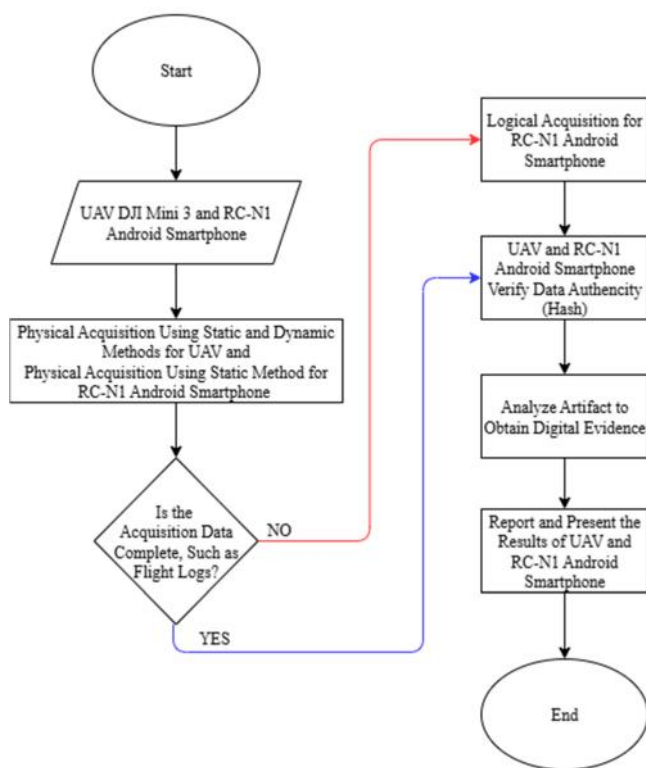 Start
UAV DJI Mini 3 and RC-N1
Android Smartphone
Physical Acquisition Using Static and Dynamic
Methods for UAV and
Physical Acquisition Using Static Method for
RC-N1 Android Smartphone
Is the
Acquisition Data
Complete, Such as
Flight Logs?
NO
YES
Logical Acquisition for
RC-N1 Android
Smartphone
UAV and RC-N1
Android Smartphone
Verify Data Authencity
(Hash)
Analyze Artifact to
Obtain Digital Evidence
Report and Present the
Results of UAV and
RC-N1 Android
Smartphone
End